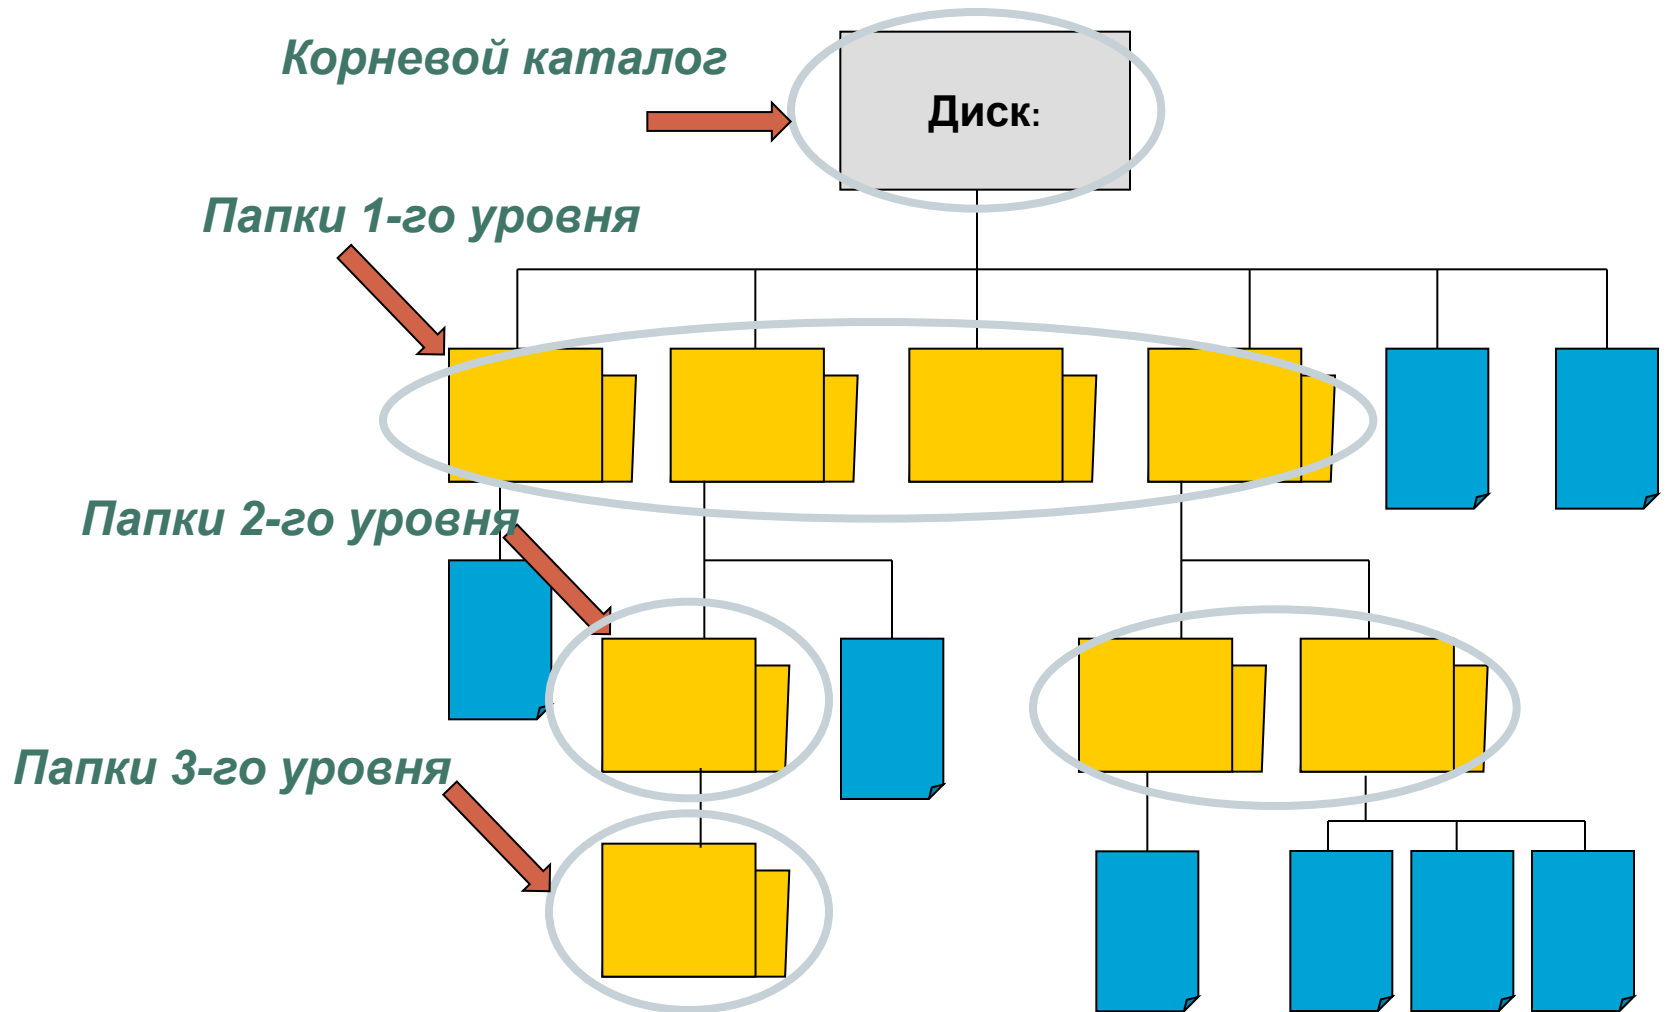 Корневой каталог
Диск:
Папки 1-го уровня
Папки 2-го уровня
Папки 3-го уровня